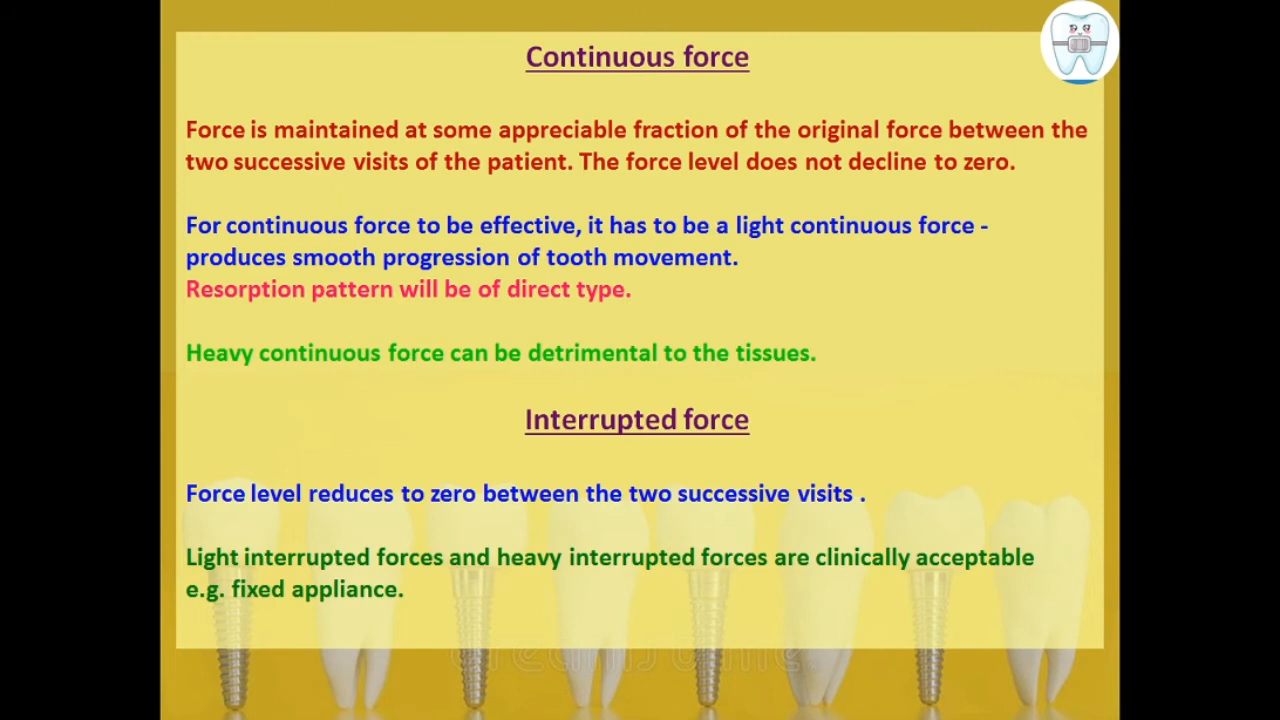 Continuous force
Force is maintained at some appreciable fraction of the original force between the
two successive visits of the patient. The force level does not decline to zero.
For continuous force to be effective, it has to be a light continuous force -
produces smooth progression of tooth movement.
Resorption pattern will be of direct type.
Heavy continuous force can be detrimental to the tissues.
Interrupted force
Force level reduces to zero between the two successive visits .
Light interrupted forces and heavy interrupted forces are clinically acceptable
e.g. fixed appliance.
dreamstime